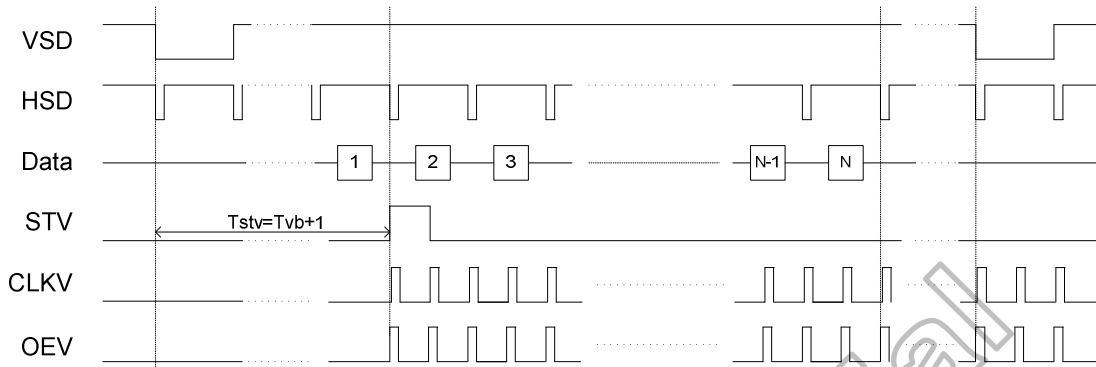 VSD
HSD
Data 1 2 3 N-1 N
STV Tstv=Tvb+1
CLKV
OEV